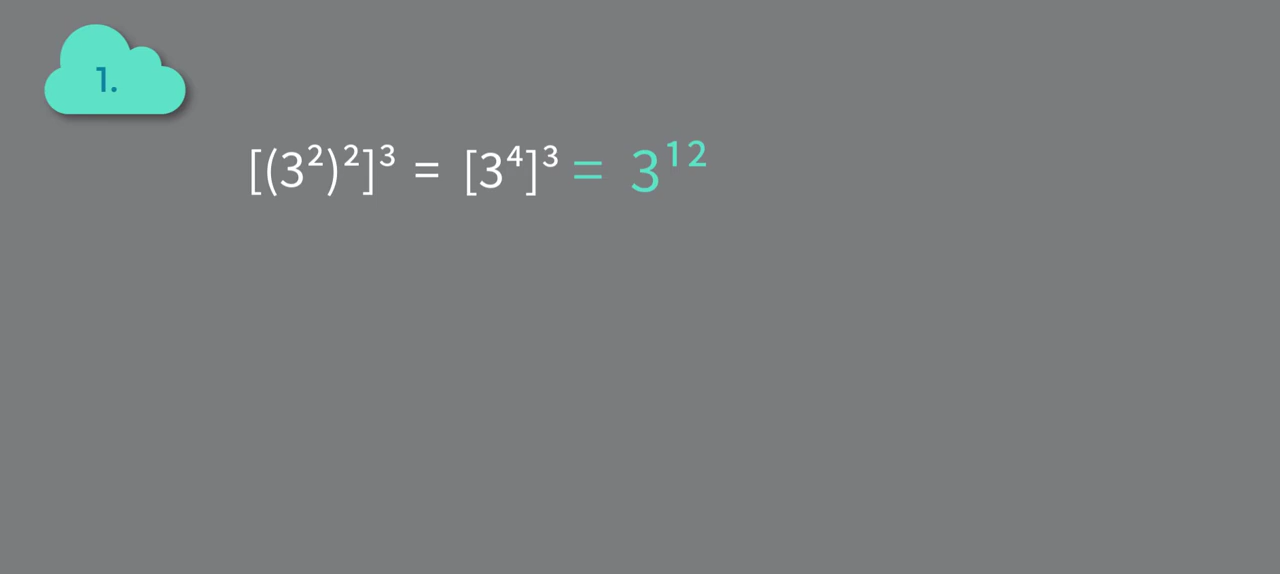 1.
[(3²)²]³ = [3⁴]³ = 3¹²